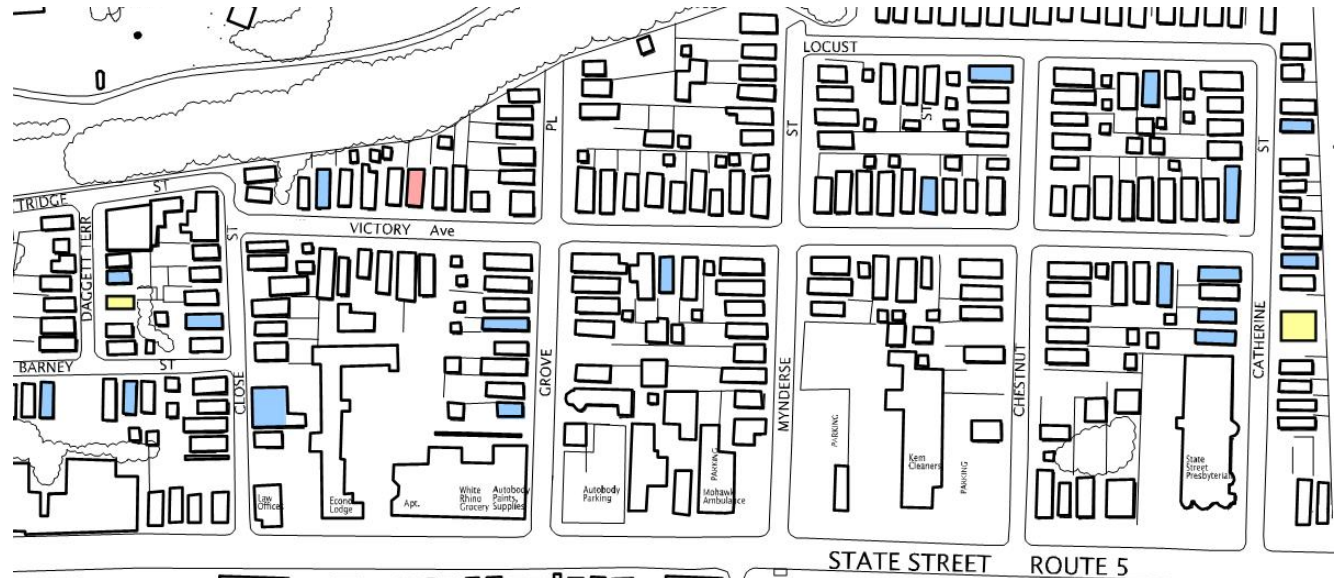 LOCUST
PL
ST
ST
ST
ST
TRIDGE
ST
VICTORY Ave
DAGGETT TERR
BARNEY ST
CLOSE
GROVE
MYNDERSE
CHESTNUT
CATHERINE
PARKING
PARKING
PARKING
Law
Office
Econo
Lodge
Apt.
White
Rhino
Grocery
Autobody
Paints,
Supplies
Autobody
Parking
Mohawk
Ambulance
Kem
Cleaners
State
Street
Presbyterian
STATE STREET ROUTE 5